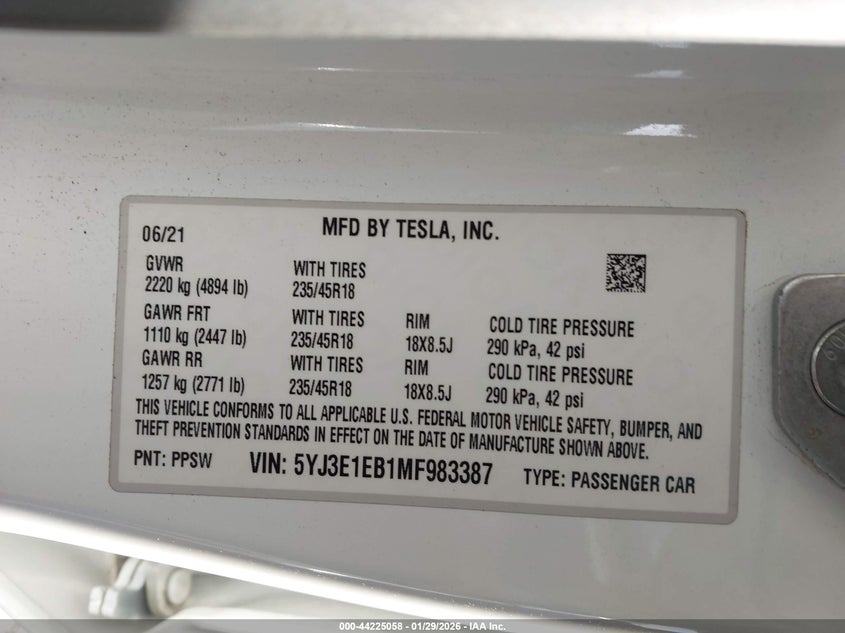 06/21 MFD BY TESLA, INC.
GVWR WITH TIRES
2220 kg (4894 lb) 235/45R18
GAWR FRT WITH TIRES RIM COLD TIRE PRESSURE
1110 kg (2447 lb) 235/45R18 18X8.5J 290 kPa, 42 psi
GAWR RR WITH TIRES RIM COLD TIRE PRESSURE
1257 kg (2771 lb) 235/45R18 18X8.5J 290 kPa, 42 psi
THIS VEHICLE CONFORMS TO ALL APPLICABLE U.S. FEDERAL MOTOR VEHICLE SAFETY, BUMPER, AND
THEFT PREVENTION STANDARDS IN EFFECT ON THE DATE OF MANUFACTURE SHOWN ABOVE.
PNT: PPSW VIN: 5YJ3E1EB1MF983387 TYPE: PASSENGER CAR
000-44225058 - 01/29/2026 - IAA Inc.